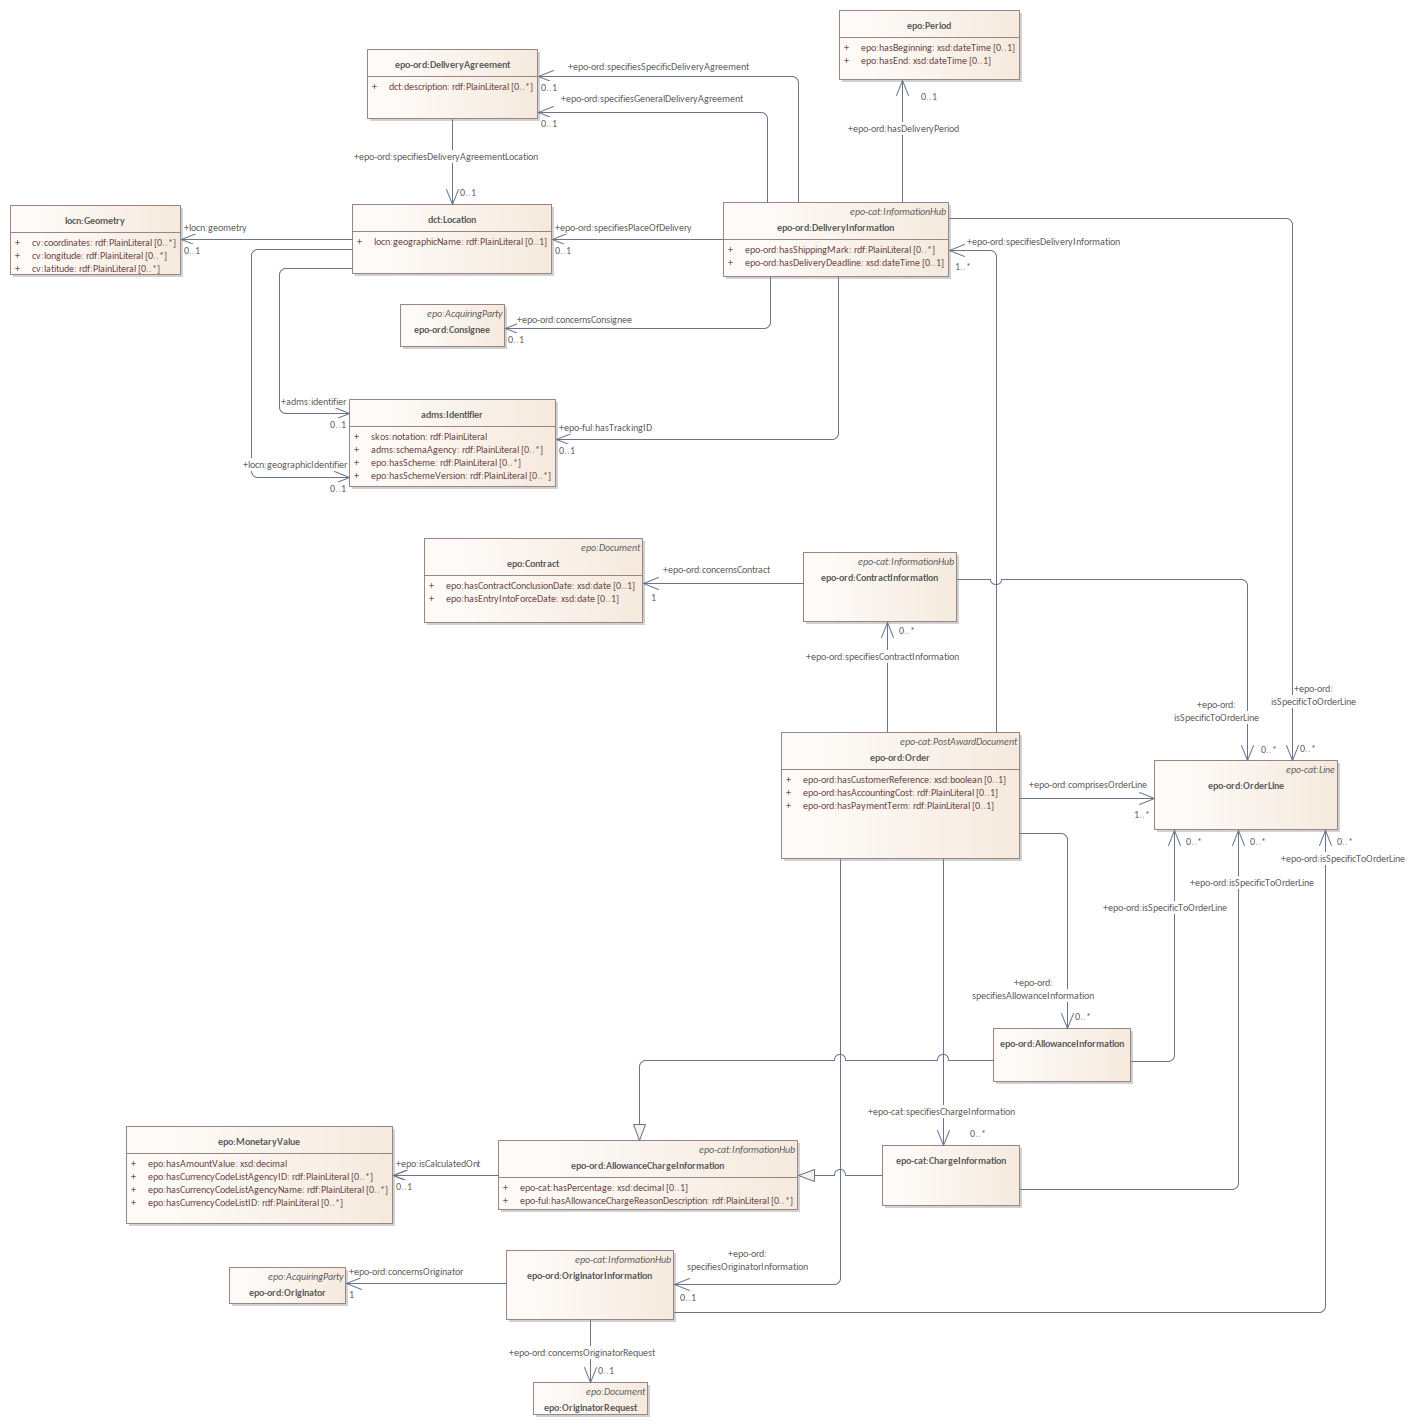 epo:Period
+ epo:hasBeginning: xsd:dateTime [0..1]
+ epo:hasEnd: xsd:dateTime [0..1]
epo-ord:DeliveryAgreement
+ dct:description: rdf:PlainLiteral [0..*]
+epo-ord:specifiesSpecificDeliveryAgreement
0..1
+epo-ord:specifiesGeneralDeliveryAgreement
0..1
0..1
+epo-ord:hasDeliveryPeriod
+epo-ord:specifiesDeliveryAgreementLocation
0..1
locn:Geometry
+ cv:coordinates: rdf:PlainLiteral [0..*]
+ cv:longitude: rdf:PlainLiteral [0..*]
+ cv:latitude: rdf:PlainLiteral [0..*]
+locn:geometry
0..1
dct:Location
+ locn:geographicName: rdf:PlainLiteral [0..1]
+epo-ord:specifiesPlaceOfDelivery
0..1
epo-cat:InformationHub
epo-ord:DeliveryInformation
+ epo-ord:hasShippingMark: rdf:PlainLiteral [0..*]
+ epo-ord:hasDeliveryDeadline: xsd:dateTime [0..1]
+epo-ord:specifiesDeliveryInformation
1..*
epo:AcquiringParty
epo-ord:Consignee
+epo-ord:concernsConsignee
0..1
+adms:identifier
0..1
adms:Identifier
+ skos:notation: rdf:PlainLiteral
+ adms:schemaAgency: rdf:PlainLiteral [0..*]
+ epo:hasScheme: rdf:PlainLiteral [0..*]
+ epo:hasSchemeVersion: rdf:PlainLiteral [0..*]
+epo-ful:hasTrackingID
0..1
+locn:geographicIdentifier
0..1
epo:Document
epo:Contract
+ epo:hasContractConclusionDate: xsd:date [0..1]
+ epo:hasEntryIntoForceDate: xsd:date [0..1]
+epo-ord:concernsContract
1
epo-cat:InformationHub
epo-ord:ContractInformation
0..*
+epo-ord:specifiesContractInformation
+epo-ord:
isSpecificToOrderLine
0..*
+epo-ord:
isSpecificToOrderLine
0..*
epo-cat:PostAwardDocument
epo-ord:Order
+ epo-ord:hasCustomerReference: xsd:boolean [0..1]
+ epo-ord:hasAccountingCost: rdf:PlainLiteral [0..1]
+ epo-ord:hasPaymentTerm: rdf:PlainLiteral [0..1]
+epo-ord:comprisesOrderLine
1..*
epo-cat:Line
epo-ord:OrderLine
0..*
0..*
0..*
+epo-ord:isSpecificToOrderLine
+epo-ord:isSpecificToOrderLine
+epo-ord:isSpecificToOrderLine
+epo-ord:
specifiesAllowanceInformation
0..*
epo-ord:AllowanceInformation
+epo-cat:specifiesChargeInformation
0..*
epo-cat:ChargeInformation
epo:MonetaryValue
+ epo:hasAmountValue: xsd:decimal
+ epo:hasCurrencyCodeListAgencyID: rdf:PlainLiteral [0..*]
+ epo:hasCurrencyCodeListAgencyName: rdf:PlainLiteral [0..*]
+ epo:hasCurrencyCodeListID: rdf:PlainLiteral [0..*]
+epo:isCalculatedOnt
0..1
epo-cat:InformationHub
epo-ord:AllowanceChargeInformation
+ epo-cat:hasPercentage: xsd:decimal [0..1]
+ epo-ful:hasAllowanceChargeReasonDescription: rdf:PlainLiteral [0..*]
epo:AcquiringParty
epo-ord:Originator
+epo-ord:concernsOriginator
1
epo-cat:InformationHub
epo-ord:OriginatorInformation
+epo-ord:
specifiesOriginatorInformation
0..1
+epo-ord:concernsOriginatorRequest
0..1
epo:Document
epo:OriginatorRequest